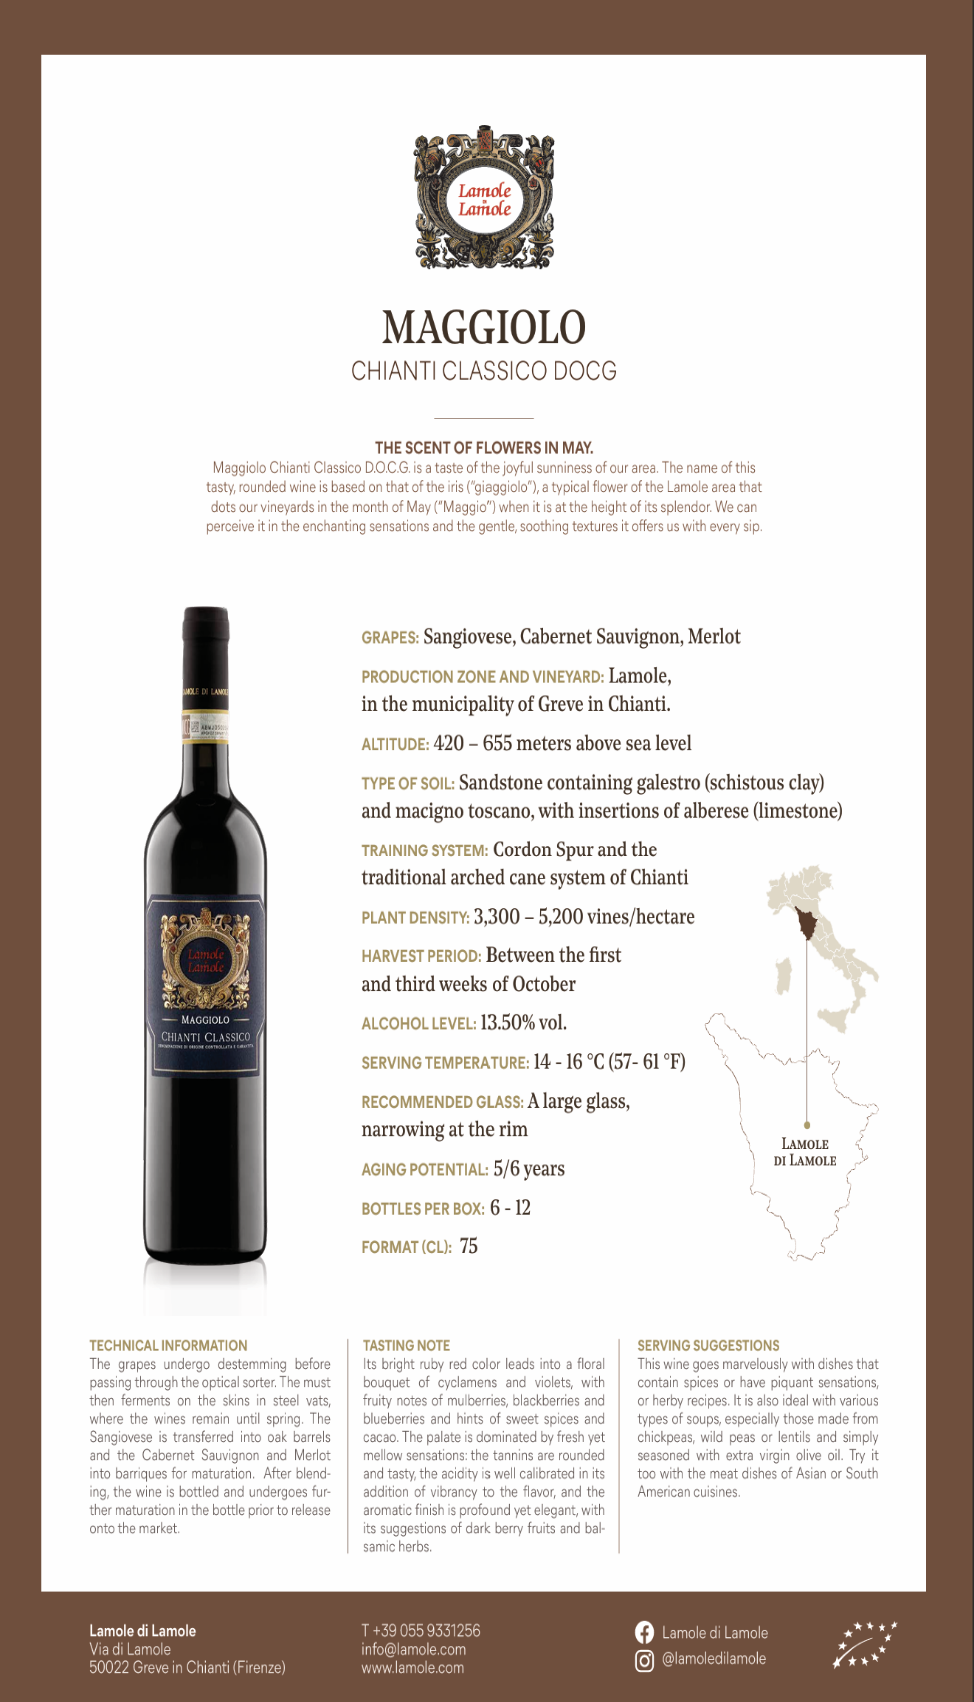 Lamole
di
Lamole
MAGGIOLO
CHIANTI CLASSICO DOCG
THE SCENT OF FLOWERS IN MAY.
Maggiolo Chianti Classico D.O.C.G. is a taste of the joyful sunniness of our area. The name of this
tasty, rounded wine is based on that of the iris ("giaggiolo"), a typical flower of the Lamole area that
dots our vineyards in the month of May ("Maggio") when it is at the height of its splendor. We can
perceive it in the enchanting sensations and the gentle, soothing textures it offers us with every sip.
LAMOLE DI LAMOLE
Lamole
Lamole
MAGGIOLO
CHIANTI CLASSICO
DENOMINAZIONE DI ORIGINE CONTROLLATA E GARANTITA
GRAPES: Sangiovese, Cabernet Sauvignon, Merlot
PRODUCTION ZONE AND VINEYARD: Lamole,
in the municipality of Greve in Chianti.
ALTITUDE: 420 – 655 meters above sea level
TYPE OF SOIL: Sandstone containing galestro (schistous clay)
and macigno toscano, with insertions of alberese (limestone)
TRAINING SYSTEM: Cordon Spur and the
traditional arched cane system of Chianti
PLANT DENSITY: 3,300 – 5,200 vines/hectare
HARVEST PERIOD: Between the first
and third weeks of October
ALCOHOL LEVEL: 13.50% vol.
SERVING TEMPERATURE: 14 - 16 °C (57- 61 °F)
RECOMMENDED GLASS: A large glass,
narrowing at the rim
AGING POTENTIAL: 5/6 years
BOTTLES PER BOX: 6 - 12
FORMAT (CL): 75
LAMOLE
DI LAMOLE
TECHNICAL INFORMATION
The grapes undergo destemming before
passing through the optical sorter. The must
then ferments on the skins in steel vats,
where the wines remain until spring. The
Sangiovese is transferred into oak barrels
and the Cabernet Sauvignon and Merlot
into barriques for maturation. After blend-
ing, the wine is bottled and undergoes fur-
ther maturation in the bottle prior to release
onto the market.
TASTING NOTE
Its bright ruby red color leads into a floral
bouquet of cyclamens and violets, with
fruity notes of mulberries, blackberries and
blueberries and hints of sweet spices and
cacao. The palate is dominated by fresh yet
mellow sensations: the tannins are rounded
and tasty, the acidity is well calibrated in its
addition of vibrancy to the flavor, and the
aromatic finish is profound yet elegant, with
its suggestions of dark berry fruits and bal-
samic herbs.
SERVING SUGGESTIONS
This wine goes marvelously with dishes that
contain spices or have piquant sensations,
or herby recipes. It is also ideal with various
types of soups, especially those made from
chickpeas, wild peas or lentils and simply
seasoned with extra virgin olive oil. Try it
too with the meat dishes of Asian or South
American cuisines.
Lamole di Lamole
Via di Lamole
50022 Greve in Chianti (Firenze)
T +39 055 9331256
info@lamole.com
www.lamole.com
Lamole di Lamole
@lamoledilamole